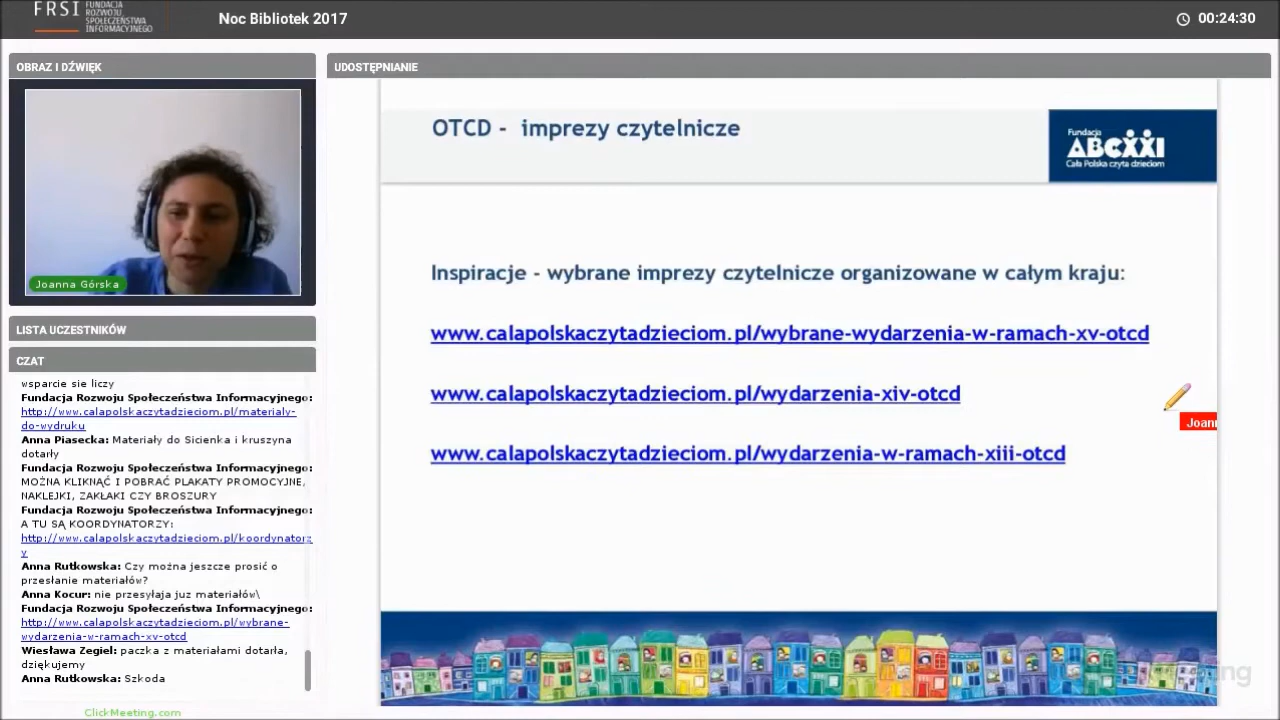 FRSI
FUNDACJA
ROZWOJU
SPOŁECZEŃSTWA
INFORMACYJNEGO
Noc Bibliotek 2017
00:24:30
OBRAZ I DŹWIĘK
Joanna Górska
LISTA UCZESTNIKÓW
CZAT
wsparcie sie liczy
Fundacja Rozwoju Społeczeństwa Informacyjnego:
http://www.calapolskaczytadzieciom.pl/materialy-
do-wydruku
Anna Piasecka: Materiały do Sicienka i kruszyna
dotarły
Fundacja Rozwoju Społeczeństwa Informacyjnego:
MOŻNA KLIKNĄĆ I POBRAĆ PLAKATY PROMOCYJNE,
NAKLEJKI, ZAKŁAKI CZY BROSZURY
Fundacja Rozwoju Społeczeństwa Informacyjnego:
A TU SĄ KOORDYNATORZY:
http://www.calapolskaczytadzieciom.pl/koordynatorz
y
Anna Rutkowska: Czy można jeszcze prosić o
przesłanie materiałów?
Anna Kocur: nie przesyłaja juz materiałów\
Fundacja Rozwoju Społeczeństwa Informacyjnego:
http://www.calapolskaczytadzieciom.pl/wybrane-
wydarzenia-w-ramach-xv-otcd
Wiesława Zegiel: paczka z materiałami dotarła,
dziękujemy
Anna Rutkowska: Szkoda
ClickMeeting.com
UDOSTĘPNIANIE
OTCD - imprezy czytelnicze
Fundacja
ABCXXI
Cała Polska czyta dzieciom
Inspiracje - wybrane imprezy czytelnicze organizowane w całym kraju:
www.calapolskaczytadzieciom.pl/wybrane-wydarzenia-w-ramach-xv-otcd
www.calapolskaczytadzieciom.pl/wydarzenia-xiv-otcd
Joann
www.calapolskaczytadzieciom.pl/wydarzenia-w-ramach-xiii-otcd